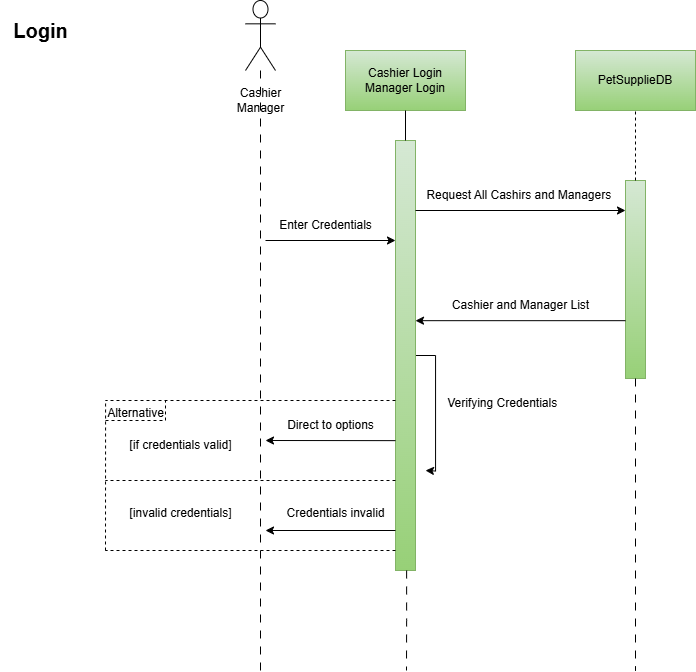 Login
Cashier
Manager
Cashier Login
Manager Login
PetSupplieDB
Request All Cashirs and Managers
Enter Credentials
Cashier and Manager List
Verifying Credentials
Alternative
Direct to options
[if credentials valid]
[invalid credentials]
Credentials invalid